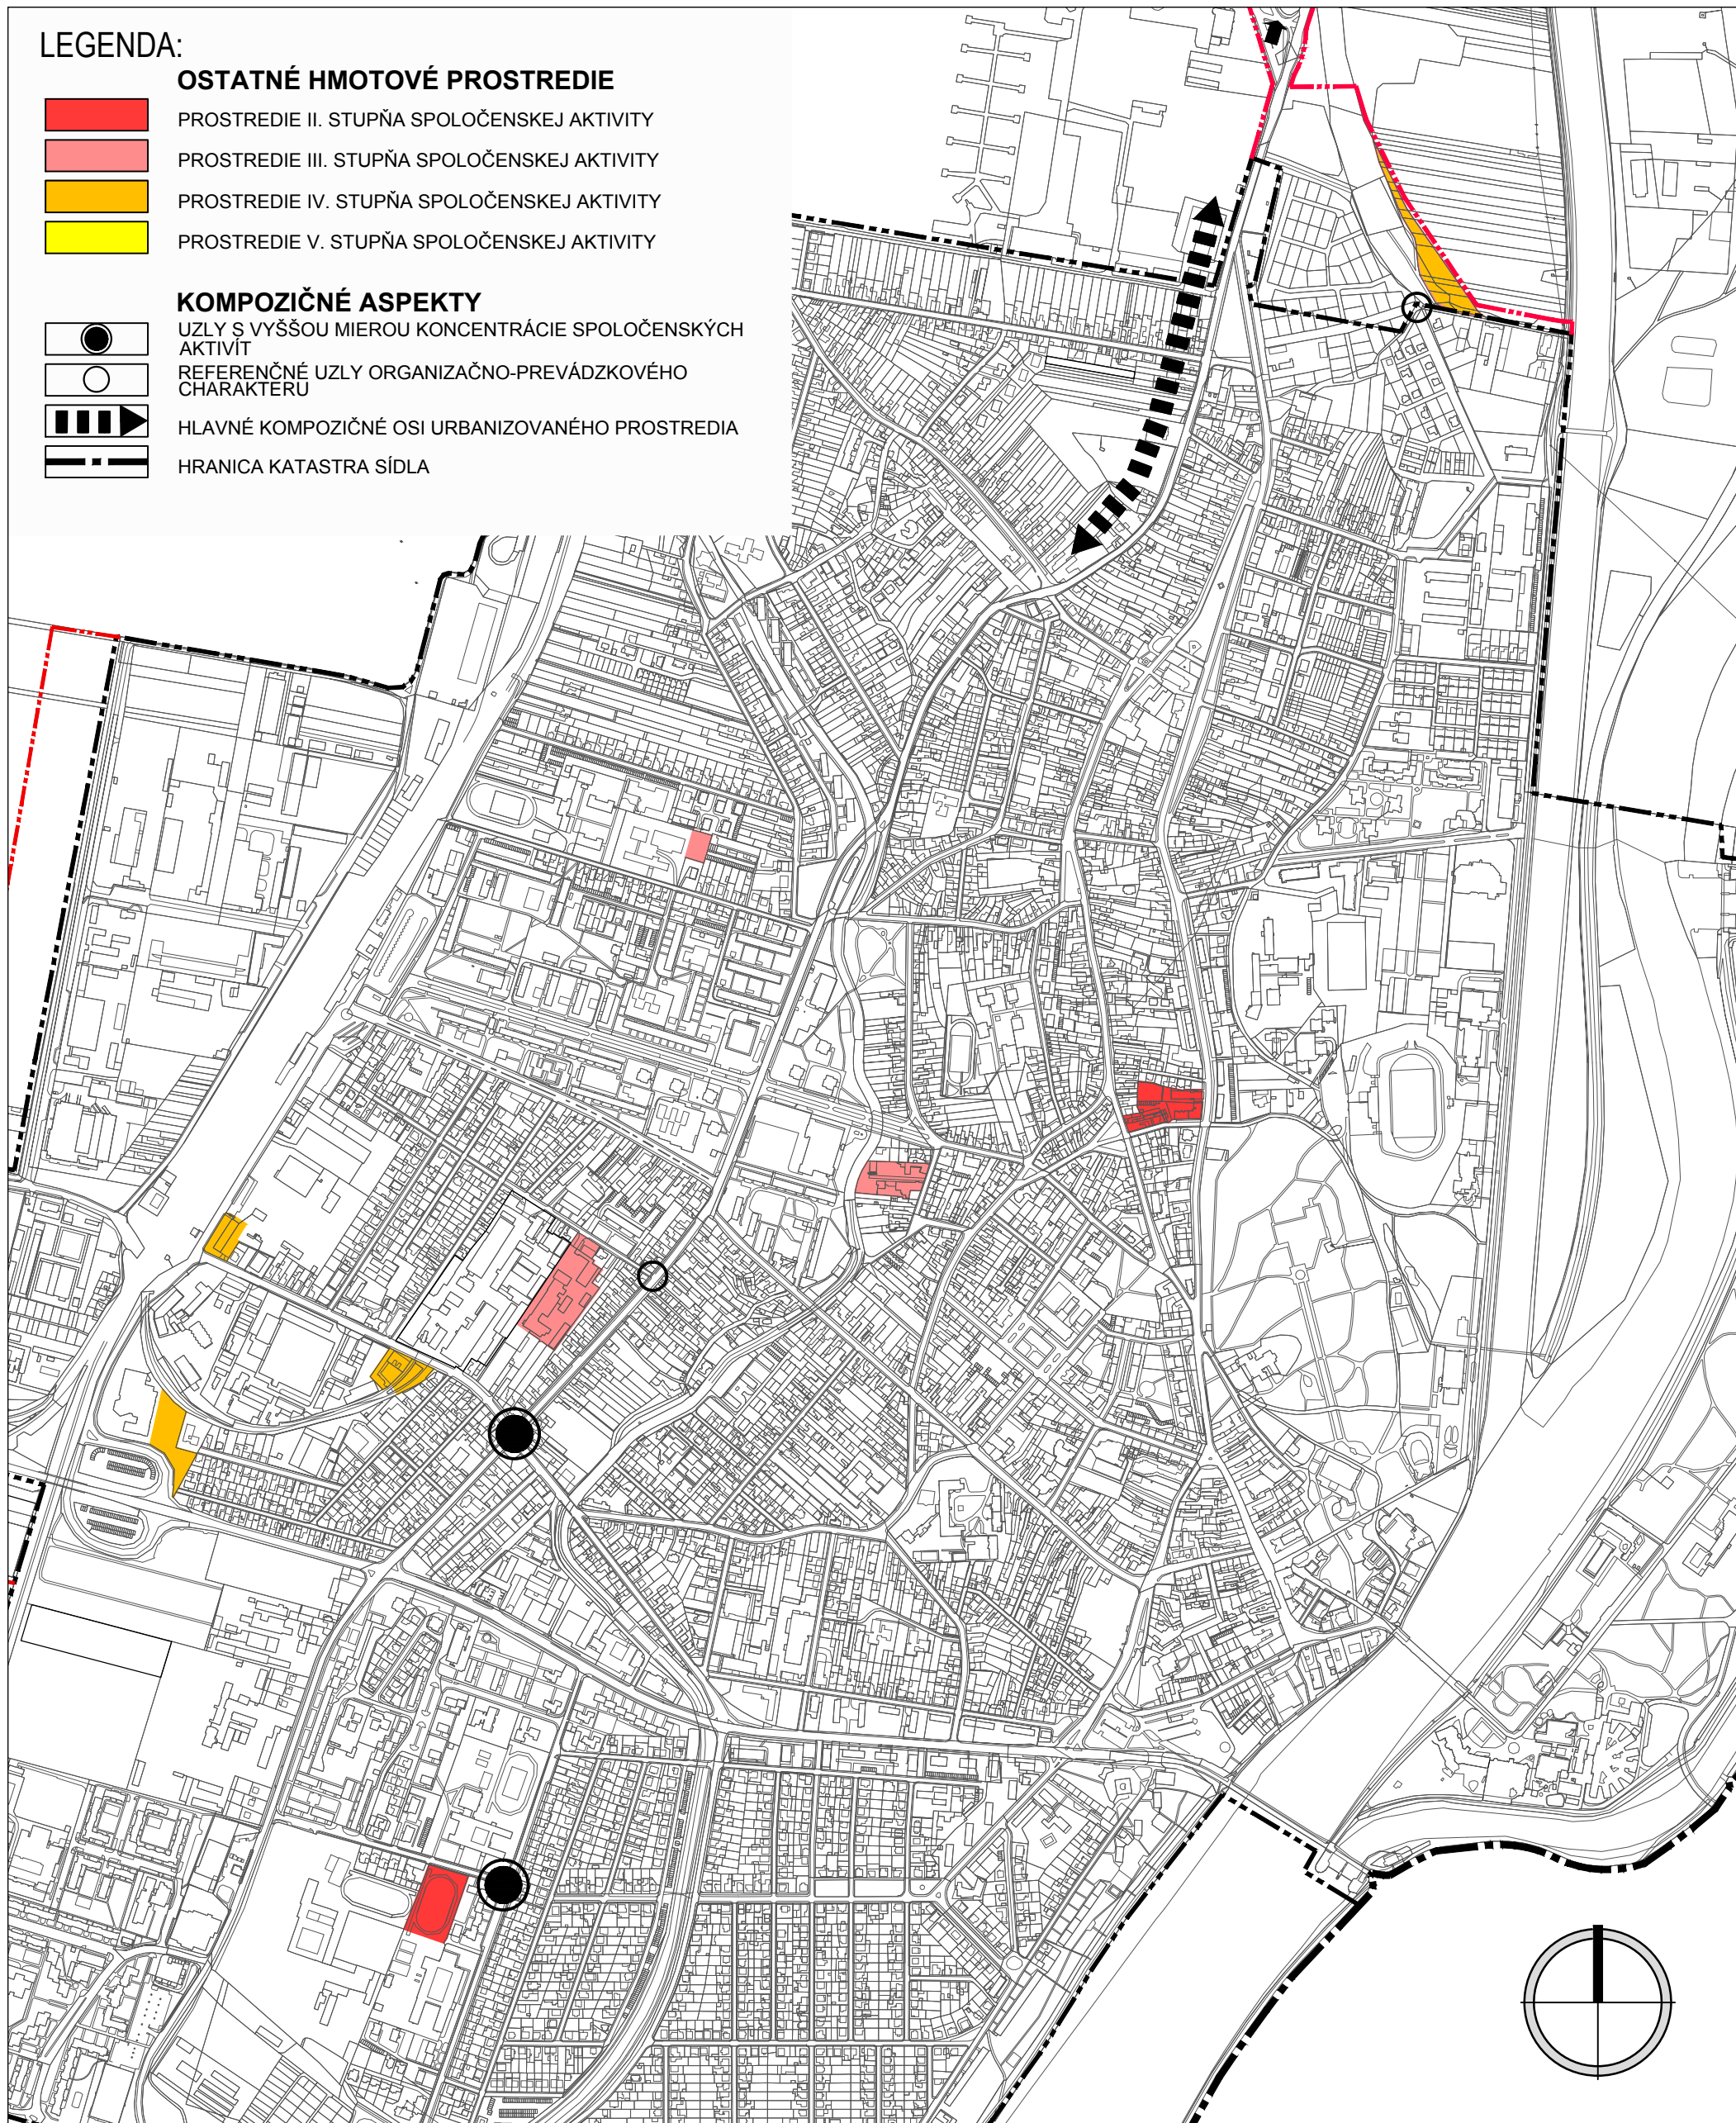 LEGENDA:
OSTATNÉ HMOTOVÉ PROSTREDIE
PROSTREDIE II. STUPŇA SPOLOČENSKEJ AKTIVITY
PROSTREDIE III. STUPŇA SPOLOČENSKEJ AKTIVITY
PROSTREDIE IV. STUPŇA SPOLOČENSKEJ AKTIVITY
PROSTREDIE V. STUPŇA SPOLOČENSKEJ AKTIVITY
KOMPOZIČNÉ ASPEKTY
UZLY S VYŠŠOU MIEROU KONCENTRÁCIE SPOLOČENSKÝCH
AKTIVÍT
REFERENČNÉ UZLY ORGANIZAČNO-PREVÁDZKOVÉHO
CHARAKTERU
HLAVNÉ KOMPOZIČNÉ OSI URBANIZOVANÉHO PROSTREDIA
HRANICA KATASTRA SÍDLA